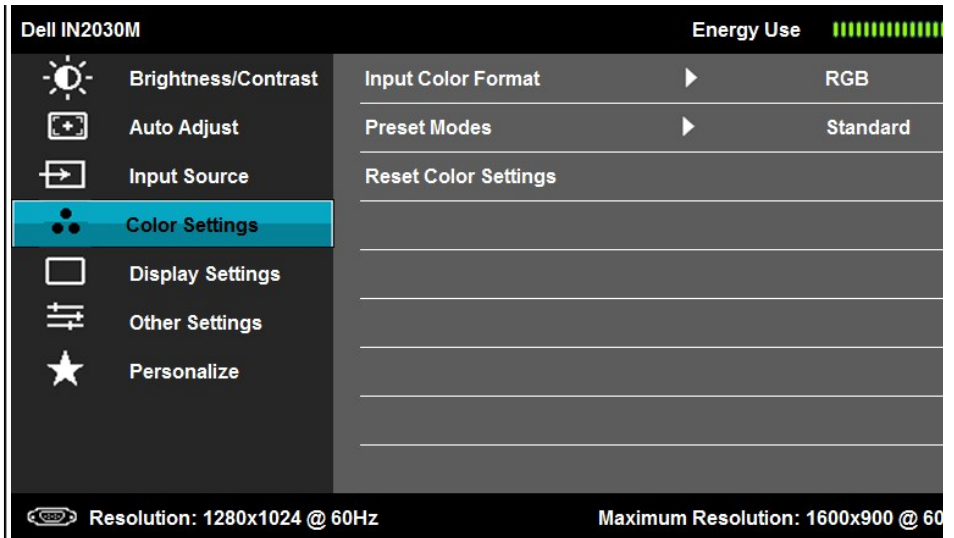 Dell IN2030M Energy Use
Brightness/Contrast Input Color Format RGB
Auto Adjust Preset Modes Standard
Input Source Reset Color Settings
Color Settings
Display Settings
Other Settings
Personalize
Resolution: 1280x1024 @ 60Hz Maximum Resolution: 1600x900 @ 60